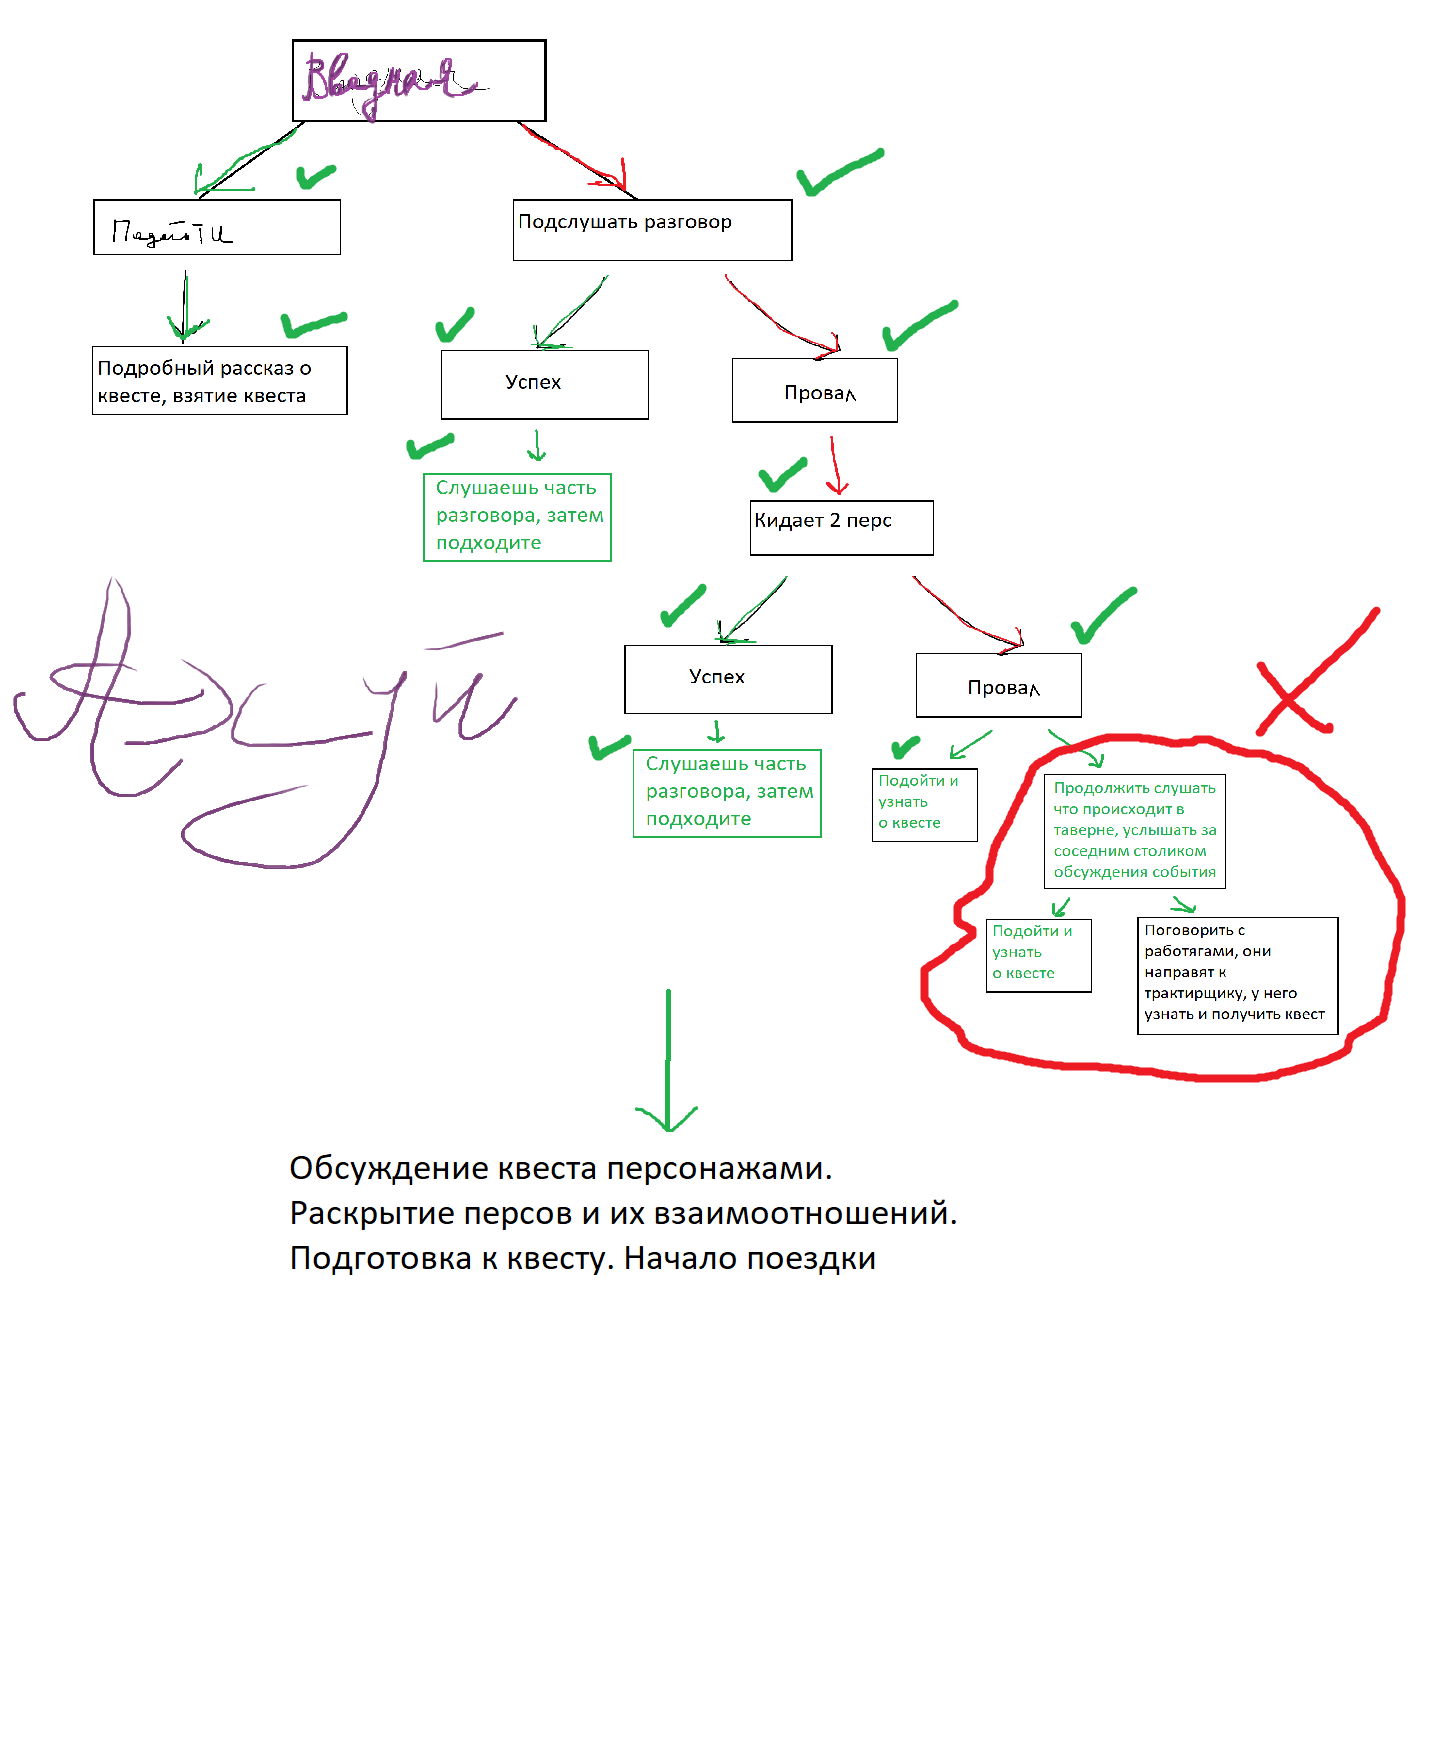 Вводная
Подойти
Подслушать разговор
Подробный рассказ о
квесте, взятие квеста
Успех
Провал
Слушаешь часть
разговора, затем
подходите
Кидает 2 перс
Успех
Провал
Слушаешь часть
разговора, затем
подходите
Подойти и
узнать
о квесте
Продолжить слушать
что происходит в
таверне, услышать за
соседним столиком
обсуждения события
Подойти и
узнать
о квесте
Поговорить с
работягами, они
направят к
трактирщику, у него
узнать и получить квест
Обсуждение квеста персонажами.
Раскрытие персов и их взаимоотношений.
Подготовка к квесту. Начало поездки